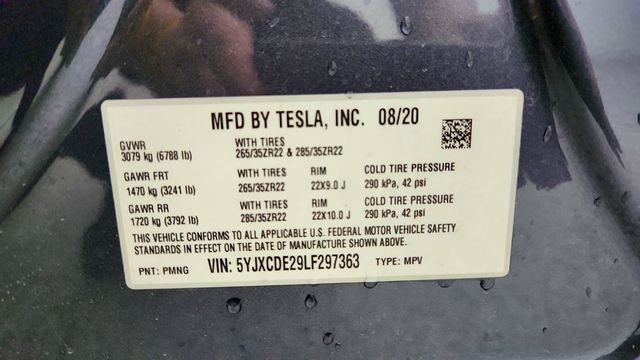 MFD BY TESLA, INC. 08/20
GVWR
3079 kg (6788 lb)
WITH TIRES
265/35ZR22 & 285/35ZR22
GAWR FRT
1470 kg (3241 lb)
WITH TIRES
265/35ZR22
RIM
22X9.0 J
COLD TIRE PRESSURE
290 kPa, 42 psi
GAWR RR
1720 kg (3792 lb)
WITH TIRES
285/35ZR22
RIM
22X10.0 J
COLD TIRE PRESSURE
290 kPa, 42 psi
THIS VEHICLE CONFORMS TO ALL APPLICABLE U.S. FEDERAL MOTOR VEHICLE SAFETY
STANDARDS IN EFFECT ON THE DATE OF MANUFACTURE SHOWN ABOVE.
PNT: PMNG VIN: 5YJXCDE29LF297363 TYPE: MPV